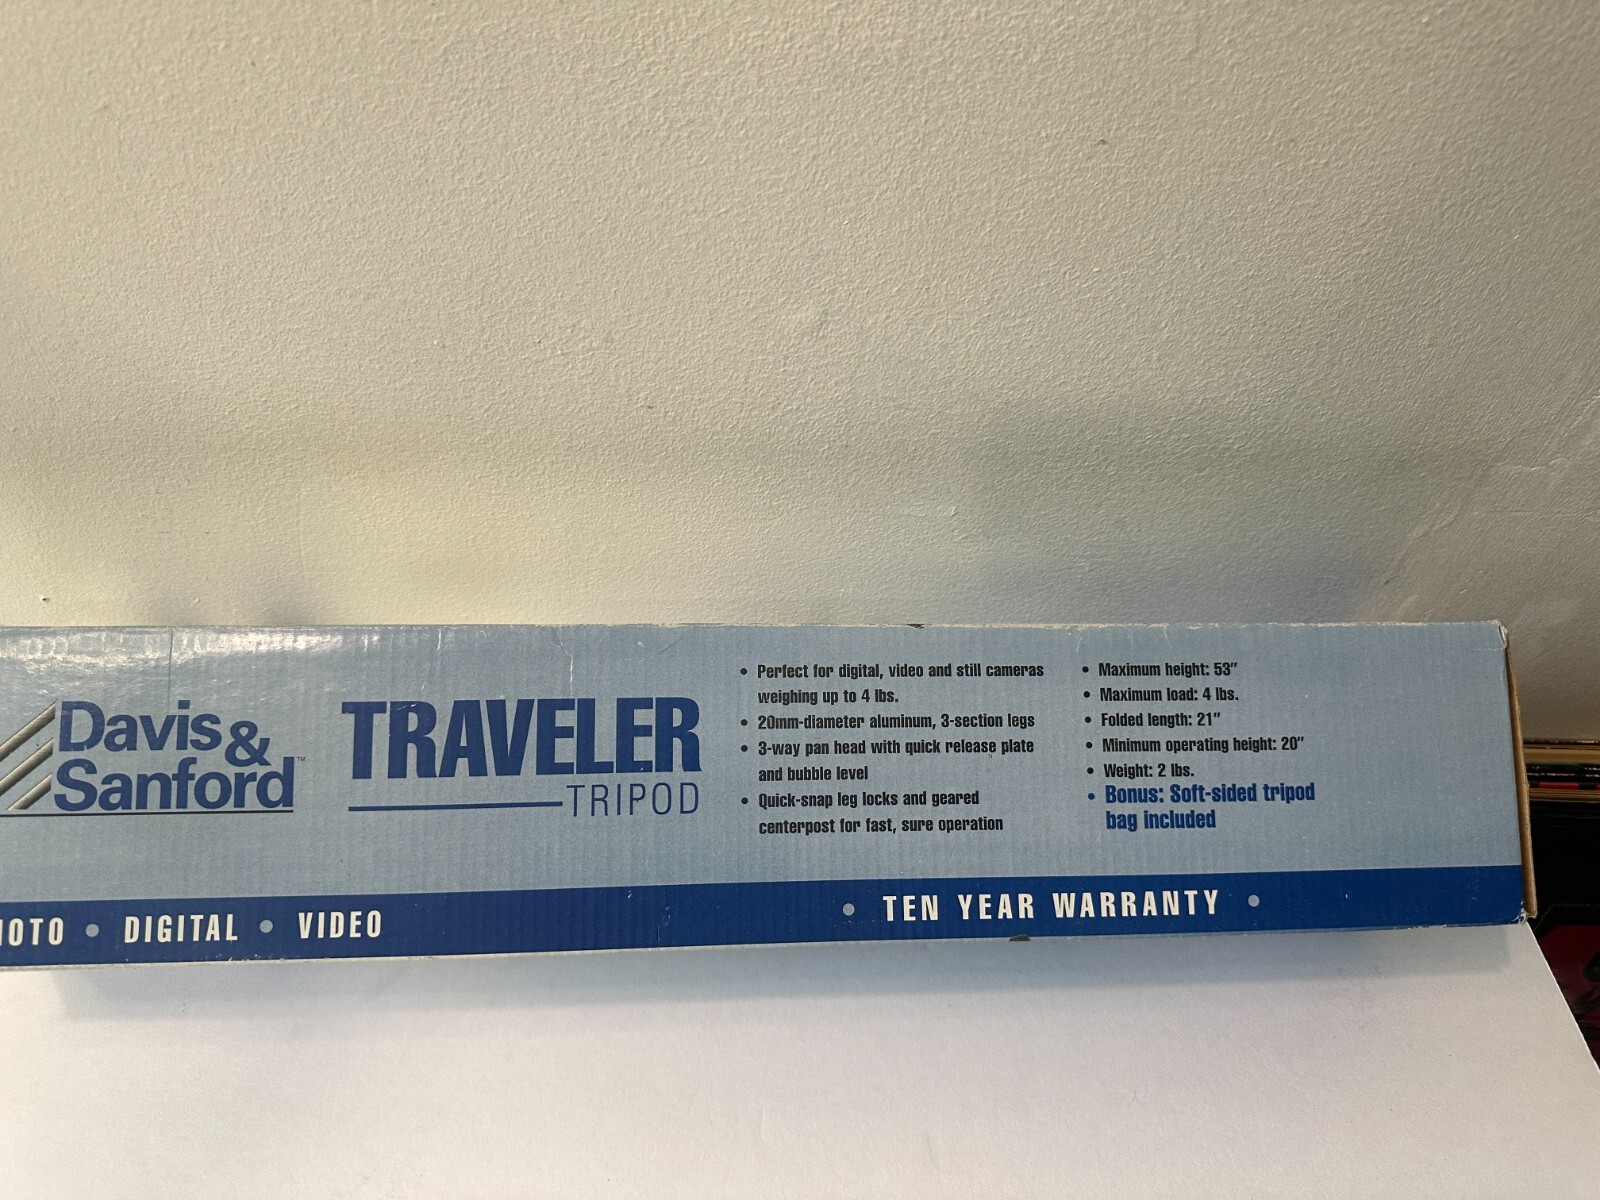 Davis &
Sanford™
TRAVELER
TRIPOD
• Perfect for digital, video and still cameras
weighing up to 4 lbs.
• 20mm-diameter aluminum, 3-section legs
• 3-way pan head with quick release plate
and bubble level
• Quick-snap leg locks and geared
centerpost for fast, sure operation
• Maximum height: 53"
• Maximum load: 4 lbs.
• Folded length: 21"
• Minimum operating height: 20"
• Weight: 2 lbs.
• Bonus: Soft-sided tripod
bag included
• DIGITAL • VIDEO
• TEN YEAR WARRANTY •